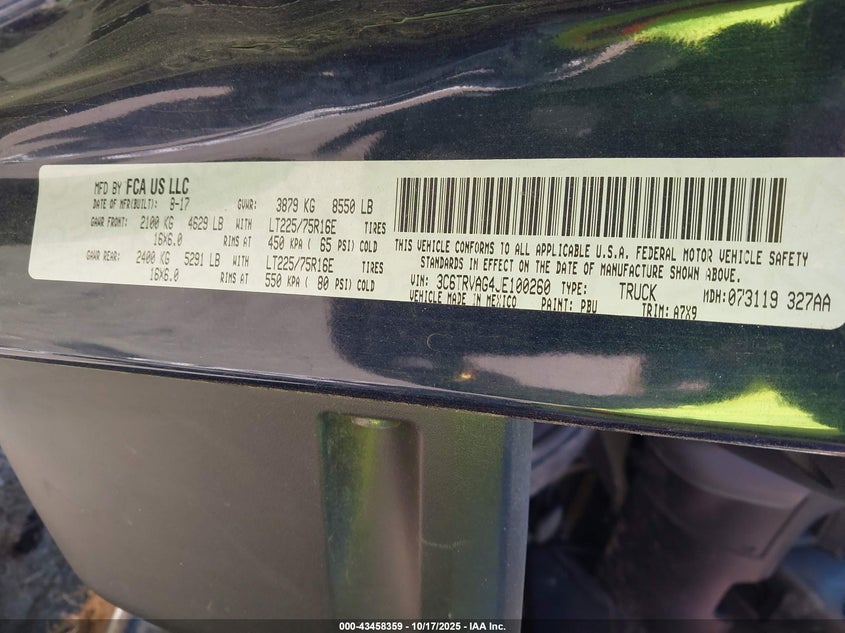 MFD BY FCA US LLC
DATE OF MFR(BUILT): 8-17 GVWR: 3879 KG 8550 LB
GAWR FRONT: 2100 KG 4629 LB WITH LT225/75R16E TIRES
16X6.0 RIMS AT 450 KPA ( 65 PSI) COLD
GAWR REAR: 2400 KG 5291 LB WITH LT225/75R16E TIRES
16X6.0 RIMS AT 550 KPA ( 80 PSI) COLD
THIS VEHICLE CONFORMS TO ALL APPLICABLE U.S.A. FEDERAL MOTOR VEHICLE SAFETY
STANDARDS IN EFFECT ON THE DATE OF MANUFACTURE SHOWN ABOVE.
VIN: 3C6TRVAG4JE100260 TYPE: TRUCK MDH: 073119 327AA
VEHICLE MADE IN MEXICO PAINT: PBV TRIM: A7X9
000-43458359 - 10/17/2025 - IAA Inc.